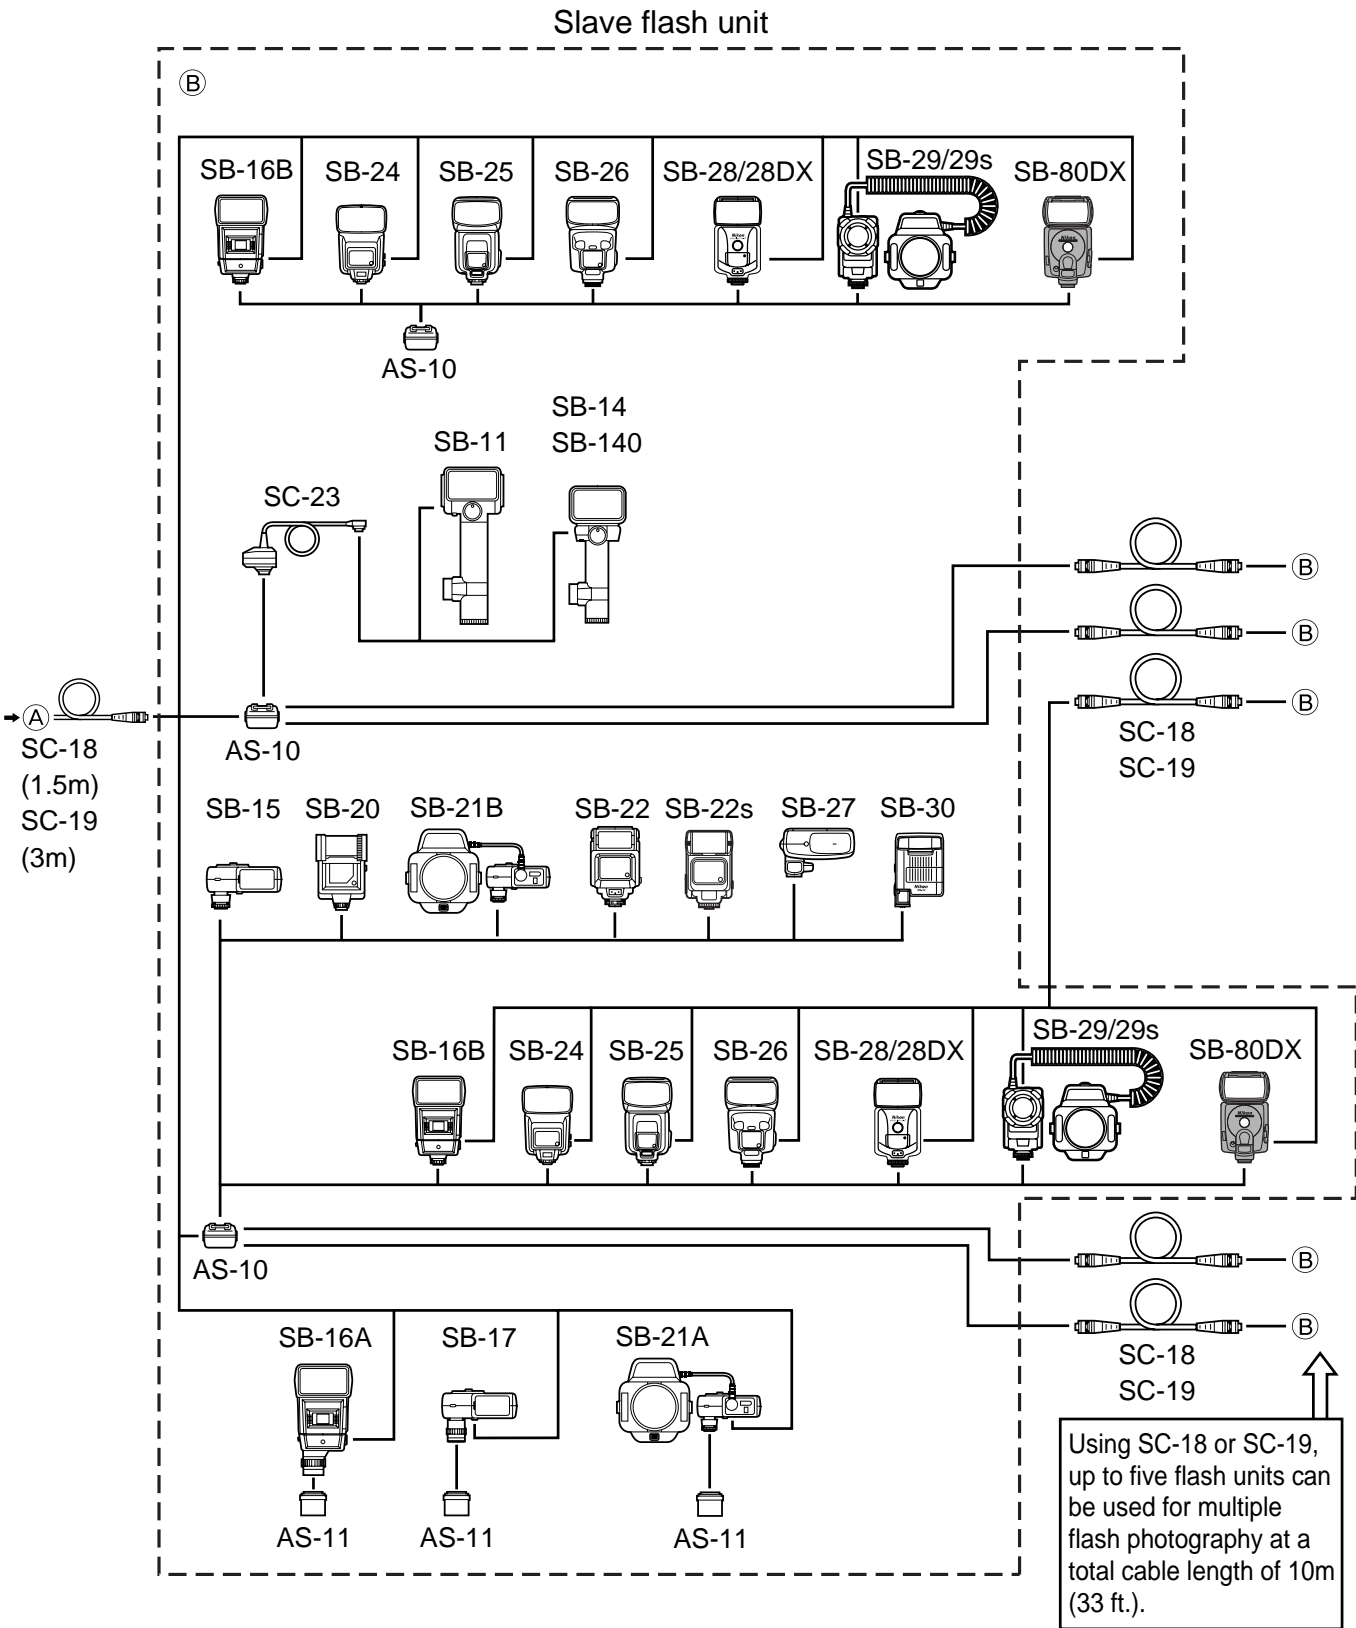 Slave flash unit
B
SB-16B SB-24 SB-25 SB-26 SB-28/28DX SB-29/29s SB-80DX
AS-10
SB-14
SB-11 SB-140
SC-23
B
B
B
A
SC-18
(1.5m)
SC-19
(3m)
AS-10
SC-18
SC-19
SB-15 SB-20 SB-21B SB-22 SB-22s SB-27 SB-30
SB-16B SB-24 SB-25 SB-26 SB-28/28DX SB-29/29s SB-80DX
AS-10
B
B
SC-18
SC-19
SB-16A SB-17 SB-21A
AS-11 AS-11 AS-11
Using SC-18 or SC-19,
up to five flash units can
be used for multiple
flash photography at a
total cable length of 10m
(33 ft.).